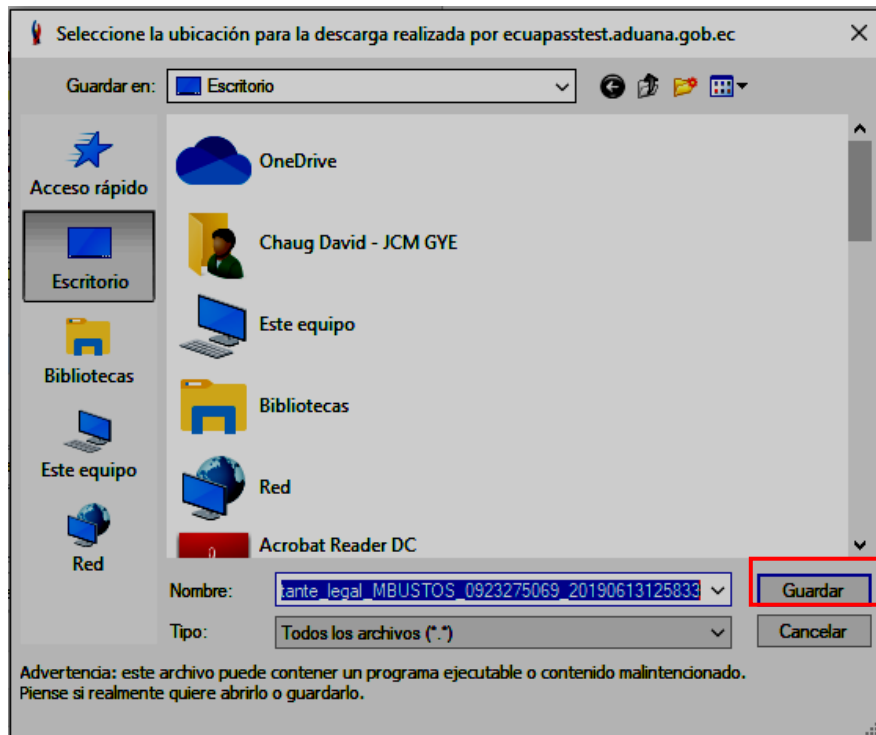 Seleccione la ubicación para la descarga realizada por ecuapasstest.aduana.gob.ec
Guardar en: Escritorio
Acceso rápido
Escritorio
Bibliotecas
Este equipo
Red
OneDrive
Chaug David - JCM GYE
Este equipo
Bibliotecas
Red
Acrobat Reader DC
Nombre: tante_legal_MBUSTOS_0923275069_20190613125833 Guardar
Tipo: Todos los archivos (*.*) Cancelar
Advertencia: este archivo puede contener un programa ejecutable o contenido malintencionado.
Piense si realmente quiere abrirlo o guardarlo.